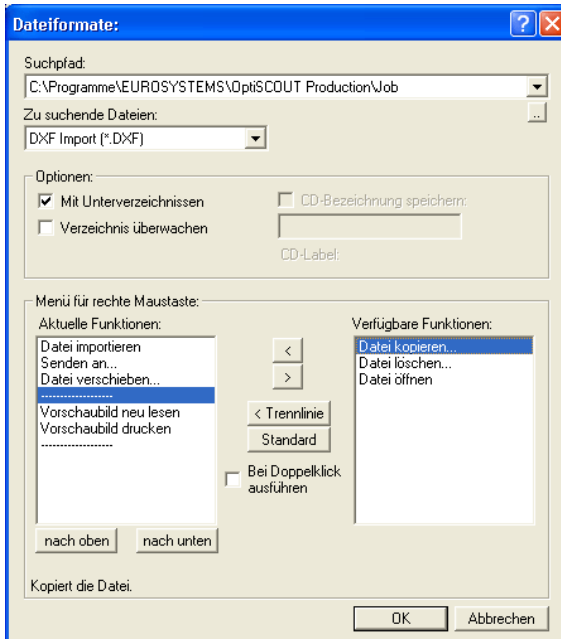 Dateiformate:
Suchpfad:
C:\Programme\EUROSYSTEMS\OptiSCOUT Production\Job
..
Zu suchende Dateien:
DXF Import (*.DXF)
Optionen:
Mit Unterverzeichnissen
CD-Bezeichnung speichern:
Verzeichnis überwachen
CD-Label:
Menü für rechte Maustaste:
Aktuelle Funktionen:
Verfügbare Funktionen:
Datei importieren
Senden an...
Datei verschieben...
------------------
Vorschaubild neu lesen
Vorschaubild drucken
------------------
<
>
< Trennlinie
Standard
Bei Doppelklick
ausführen
Datei kopieren...
Datei löschen...
Datei öffnen
nach oben
nach unten
Kopiert die Datei.
OK
Abbrechen